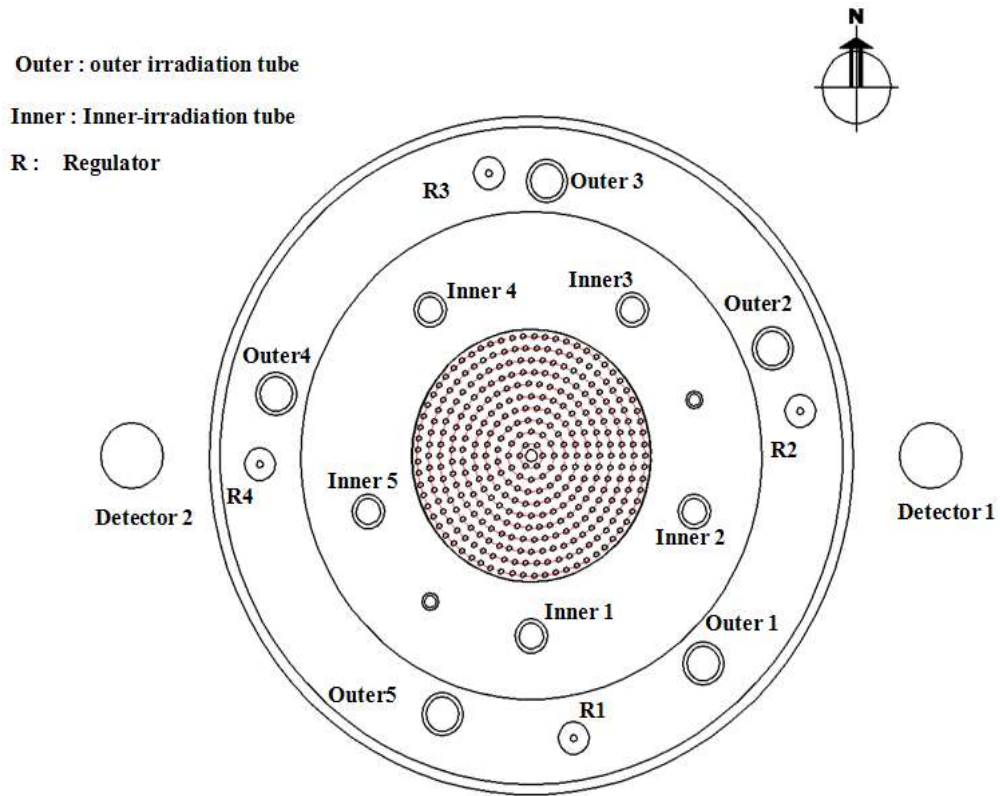 N
Outer : outer irradiation tube
Inner : Inner-irradiation tube
R : Regulator
R3
Outer 3
Inner 4
Inner3
Outer2
Outer4
R2
R4
Inner 5
Detector 2
Detector 1
Inner 2
Inner 1
Outer 1
Outer5
R1